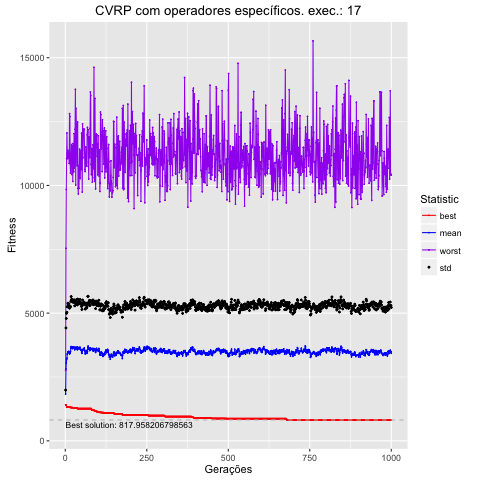 CVRP com operadores específicos. exec.: 17
15000
10000
5000
0
Fitness
Best solution: 817.958206798563
0
250
500
750
1000
Gerações
Statistic
best
mean
worst
std